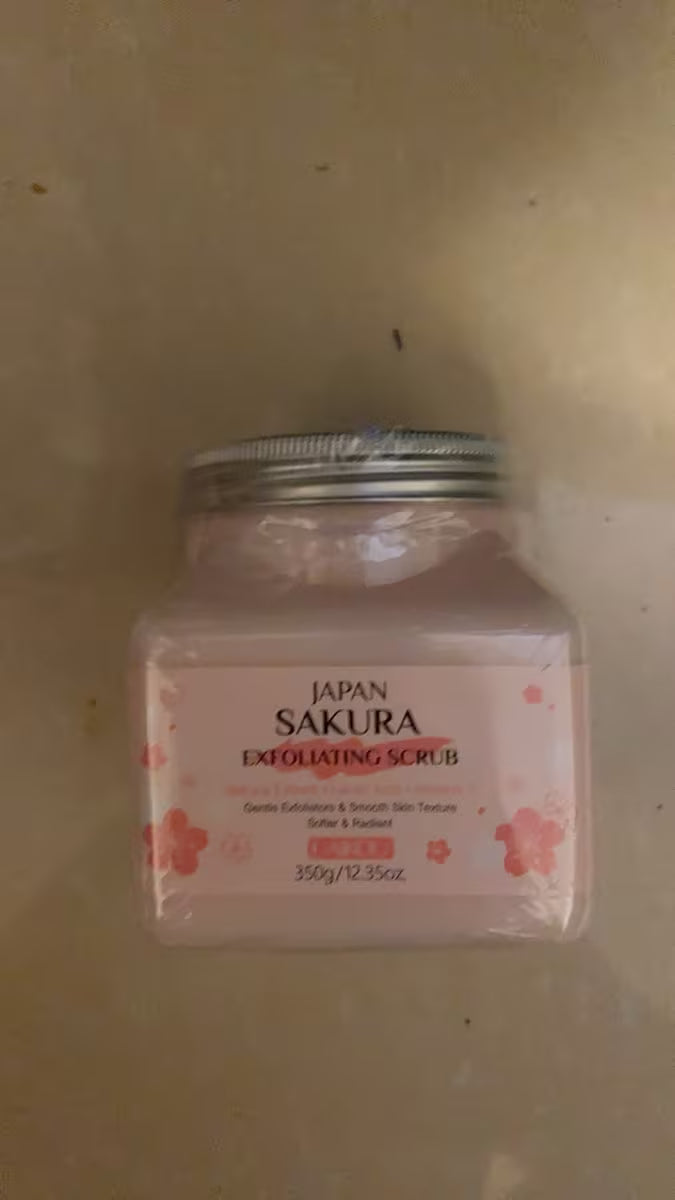 JAPAN
SAKURA
EXFOLIATING SCRUB
Gentle Exfoliators & Smooth Skin Texture
Softer & Radiant
350g/12.35oz.